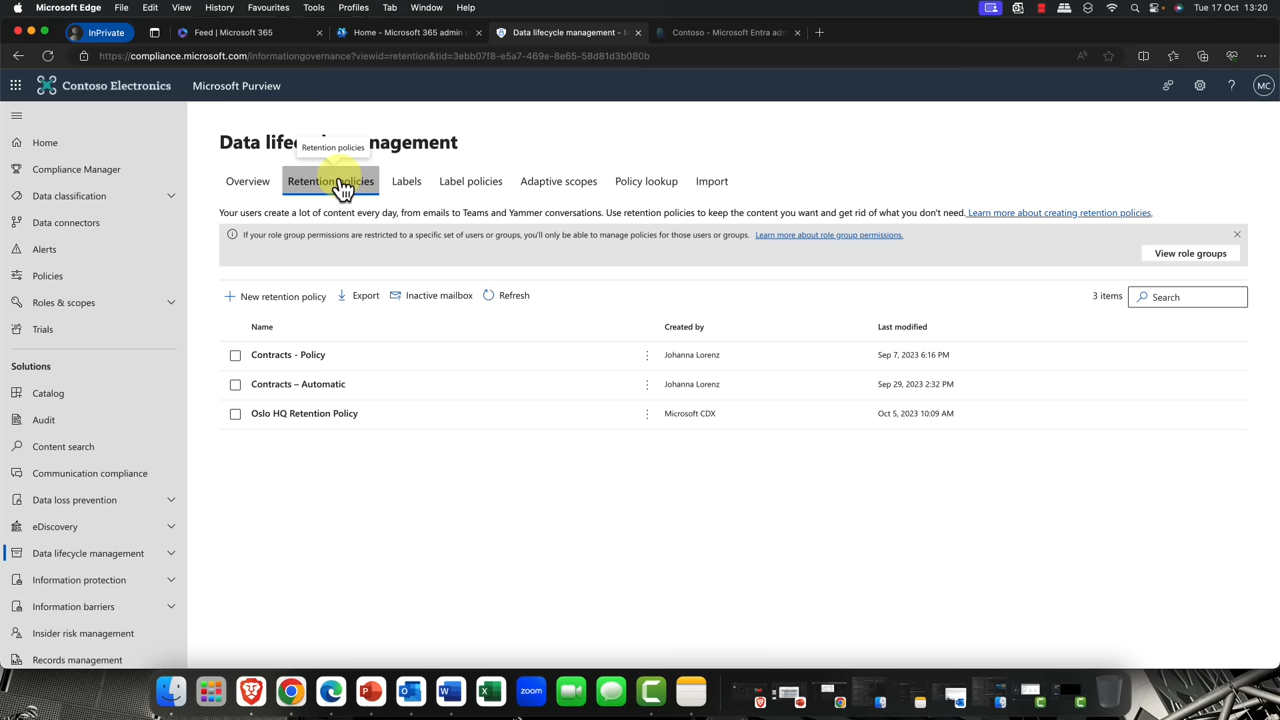 Microsoft Edge File Edit View History Favourites Tools Profiles Tab Window Help Tue 17 Oct 13:20
InPrivate Feed | Microsoft 365 Home - Microsoft 365 admin Data lifecycle management - Contoso - Microsoft Entra adm
https://compliance.microsoft.com/informationgovernance?viewid=retention&tid=3ebb07f8-e5a7-469e-8e65-58d81d3b080b
Contoso Electronics Microsoft Purview MC
Home
Compliance Manager
Data classification
Data connectors
Alerts
Policies
Roles & scopes
Trials
Solutions
Catalog
Audit
Content search
Communication compliance
Data loss prevention
eDiscovery
Data lifecycle management
Information protection
Information barriers
Insider risk management
Records management
Data lifecycle management
Retention policies
Overview Retention policies Labels Label policies Adaptive scopes Policy lookup Import
Your users create a lot of content every day, from emails to Teams and Yammer conversations. Use retention policies to keep the content you want and get rid of what you don't need. Learn more about creating retention policies.
If your role group permissions are restricted to a specific set of users or groups, you'll only be able to manage policies for those users or groups. Learn more about role group permissions.
View role groups
New retention policy Export Inactive mailbox Refresh 3 items Search
Name Created by Last modified
Contracts - Policy Johanna Lorenz Sep 7, 2023 6:16 PM
Contracts – Automatic Johanna Lorenz Sep 29, 2023 2:32 PM
Oslo HQ Retention Policy Microsoft CDX Oct 5, 2023 10:09 AM
zoom